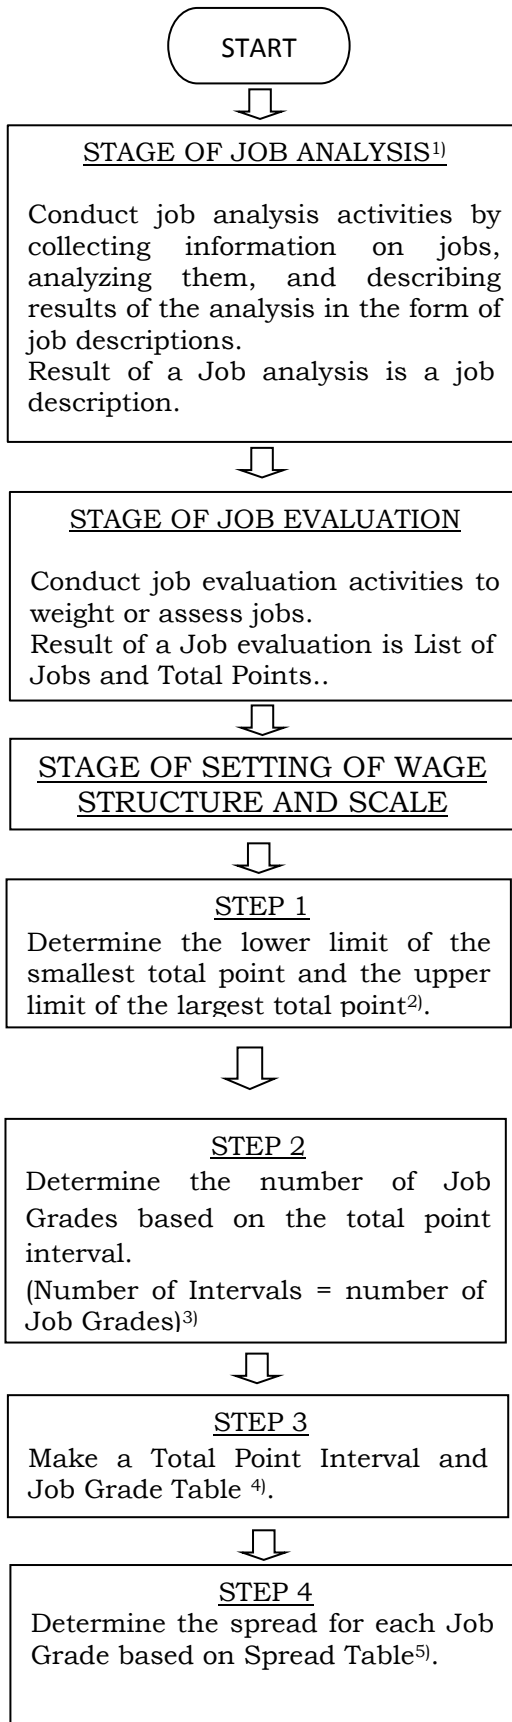 START
STAGE OF JOB ANALYSIS1)
Conduct job analysis activities by
collecting information on jobs,
analyzing them, and describing
results of the analysis in the form of
job descriptions.
Result of a Job analysis is a job
description.
STAGE OF JOB EVALUATION
Conduct job evaluation activities to
weight or assess jobs.
Result of a Job evaluation is List of
Jobs and Total Points..
STAGE OF SETTING OF WAGE
STRUCTURE AND SCALE
STEP 1
Determine the lower limit of the
smallest total point and the upper
limit of the largest total point2).
STEP 2
Determine the number of Job
Grades based on the total point
interval.
(Number of Intervals = number of
Job Grades)3)
STEP 3
Make a Total Point Interval and
Job Grade Table 4).
STEP 4
Determine the spread for each Job
Grade based on Spread Table5).